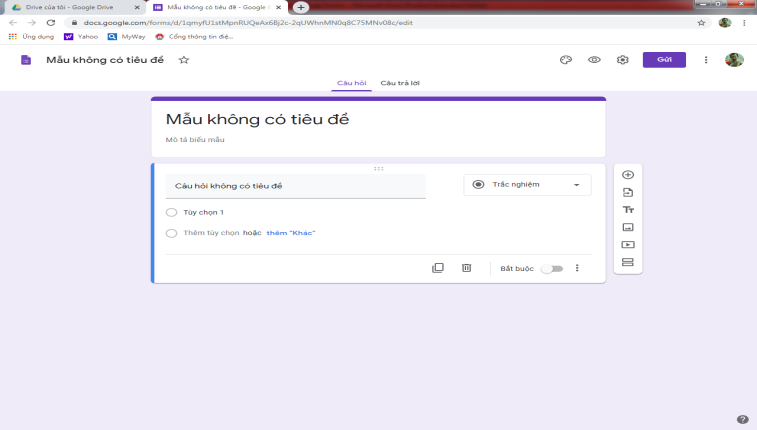 Drive của tôi - Google Drive
Mẫu không có tiêu đề - Google
docs.google.com/forms/d/1qmyfU1stMpnRUQeAx6Bj2c-2qUWhnMN0q8C7SMNv08c/edit
Ứng dụng Yahoo MyWay Cổng thông tin điệ...
Mẫu không có tiêu đề
Gửi
Câu hỏi Câu trả lời
Mẫu không có tiêu đề
Mô tả biểu mẫu
Câu hỏi không có tiêu đề
Trắc nghiệm
Tùy chọn 1
Thêm tùy chọn hoặc thêm "Khác"
Bắt buộc